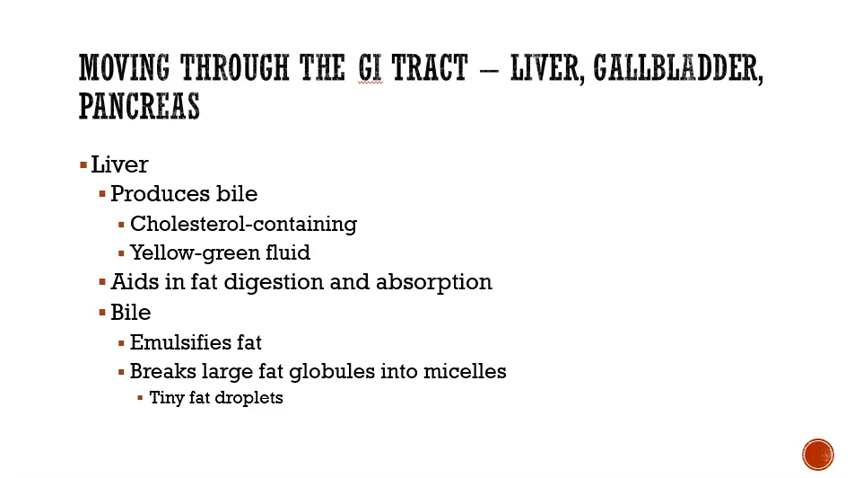 MOVING THROUGH THE GI TRACT – LIVER, GALLBLADDER,
PANCREAS
▪ Liver
▪ Produces bile
▪ Cholesterol-containing
▪ Yellow-green fluid
▪ Aids in fat digestion and absorption
▪ Bile
▪ Emulsifies fat
▪ Breaks large fat globules into micelles
▪ Tiny fat droplets